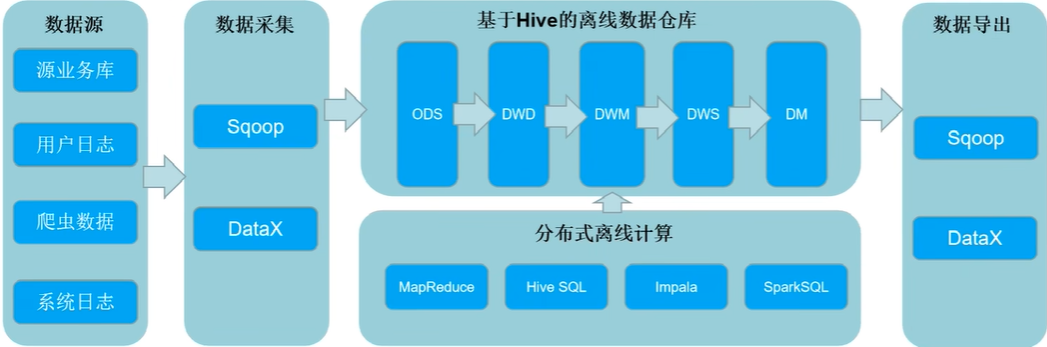 数据源
源业务库
用户日志
爬虫数据
系统日志
数据采集
Sqoop
DataX
基于Hive的离线数据仓库
ODS
DWD
DWM
DWS
DM
分布式离线计算
MapReduce
Hive SQL
Impala
SparkSQL
数据导出
Sqoop
DataX